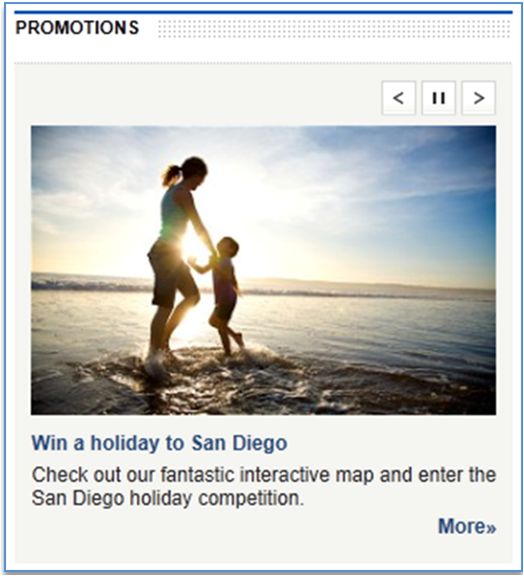 PROMOTIONS
Win a holiday to San Diego
Check out our fantastic interactive map and enter the
San Diego holiday competition.
More»